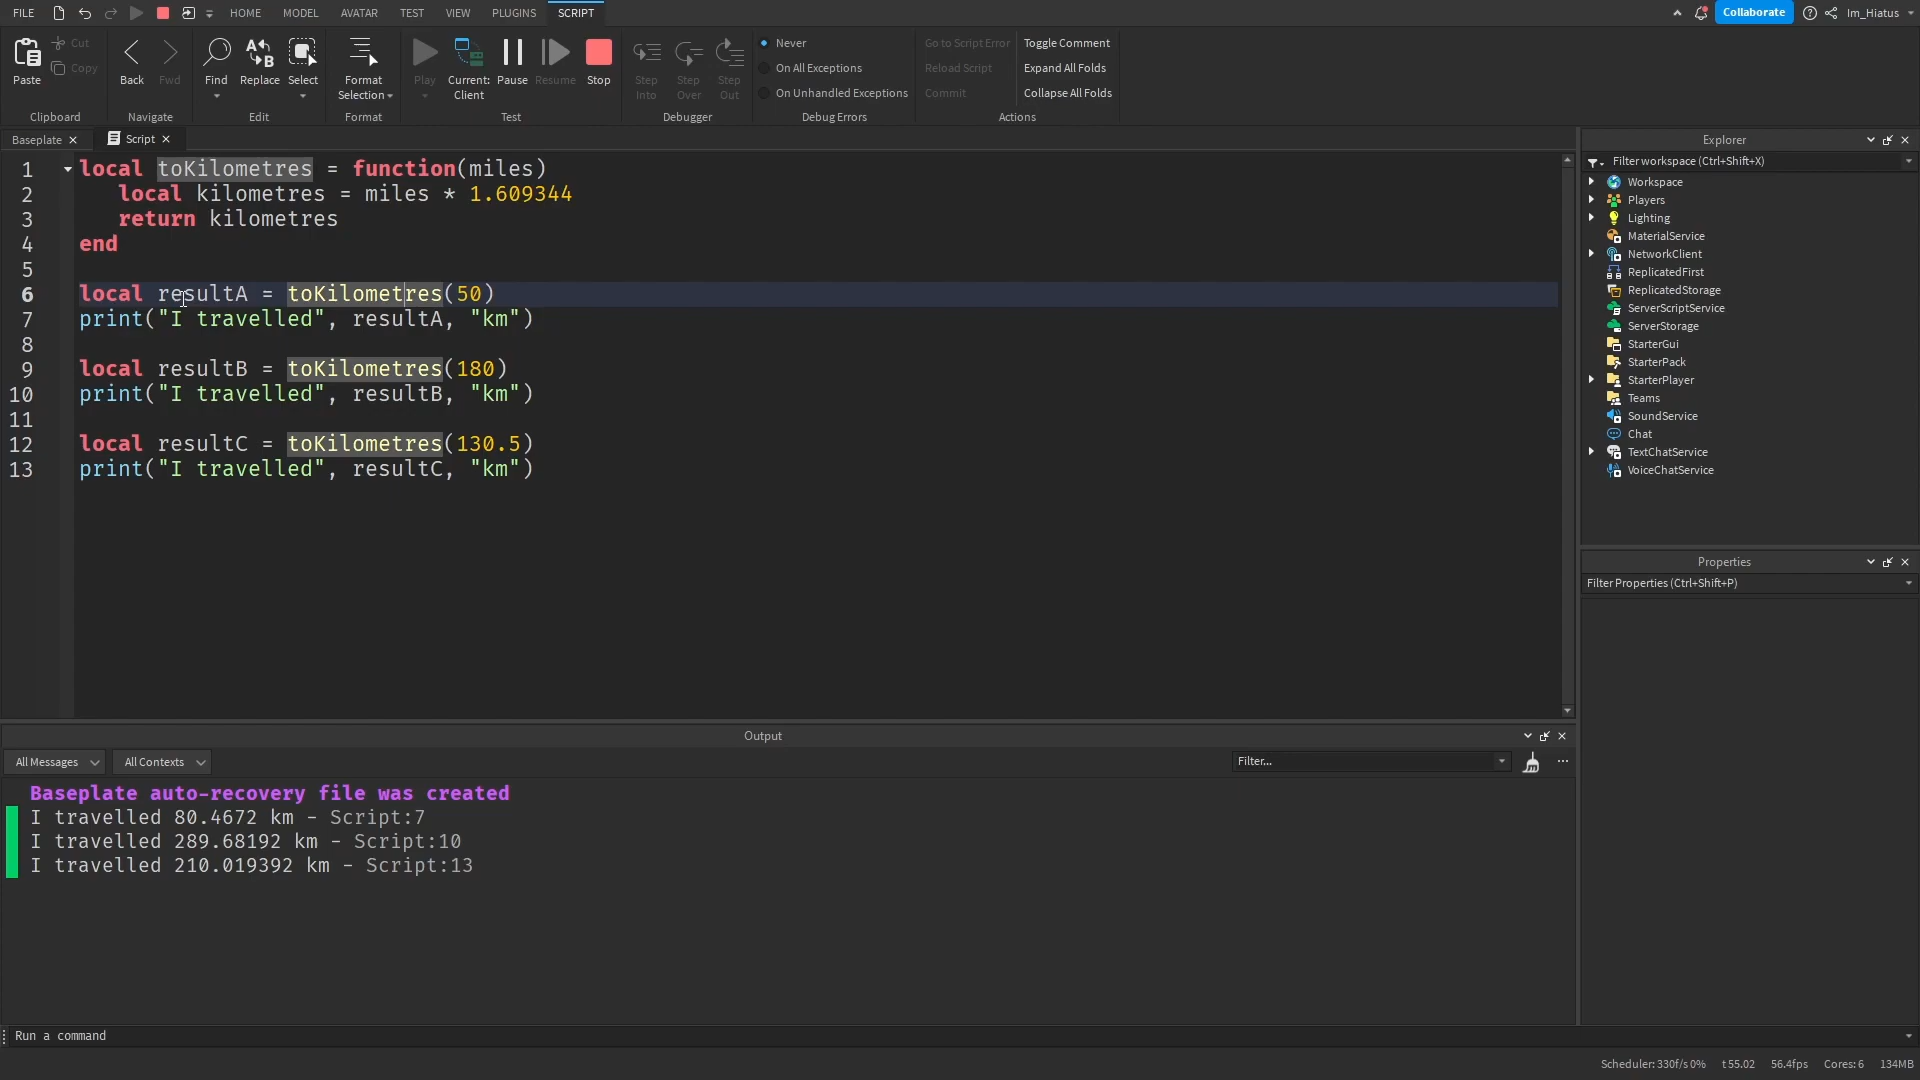 FILE HOME MODEL AVATAR TEST VIEW PLUGINS SCRIPT Collaborate Im_Hiatus
Paste Cut Copy
Clipboard
Back Fwd
Navigate
Find Replace Select
Edit
Format Selection
Format
Play Current: Client Pause Resume Stop
Test
Step Into Step Over Step Out
Debugger
Never
On All Exceptions
On Unhandled Exceptions
Debug Errors
Go to Script Error Toggle Comment
Reload Script Expand All Folds
Commit Collapse All Folds
Actions
Baseplate Script
1 local toKilometres = function(miles)
2 local kilometres = miles * 1.609344
3 return kilometres
4 end
5
6 local resultA = toKilometres(50)
7 print("I travelled", resultA, "km")
8
9 local resultB = toKilometres(180)
10 print("I travelled", resultB, "km")
11
12 local resultC = toKilometres(130.5)
13 print("I travelled", resultC, "km")
Explorer
Filter workspace (Ctrl+Shift+X)
Workspace
Players
Lighting
MaterialService
NetworkClient
ReplicatedFirst
ReplicatedStorage
ServerScriptService
ServerStorage
StarterGui
StarterPack
StarterPlayer
Teams
SoundService
Chat
TextChatService
VoiceChatService
Properties
Filter Properties (Ctrl+Shift+P)
Output
All Messages All Contexts Filter...
Baseplate auto-recovery file was created
I travelled 80.4672 km - Script:7
I travelled 289.68192 km - Script:10
I travelled 210.019392 km - Script:13
Run a command
Scheduler: 330f/s 0% t 55.02 56.4fps Cores: 6 134MB